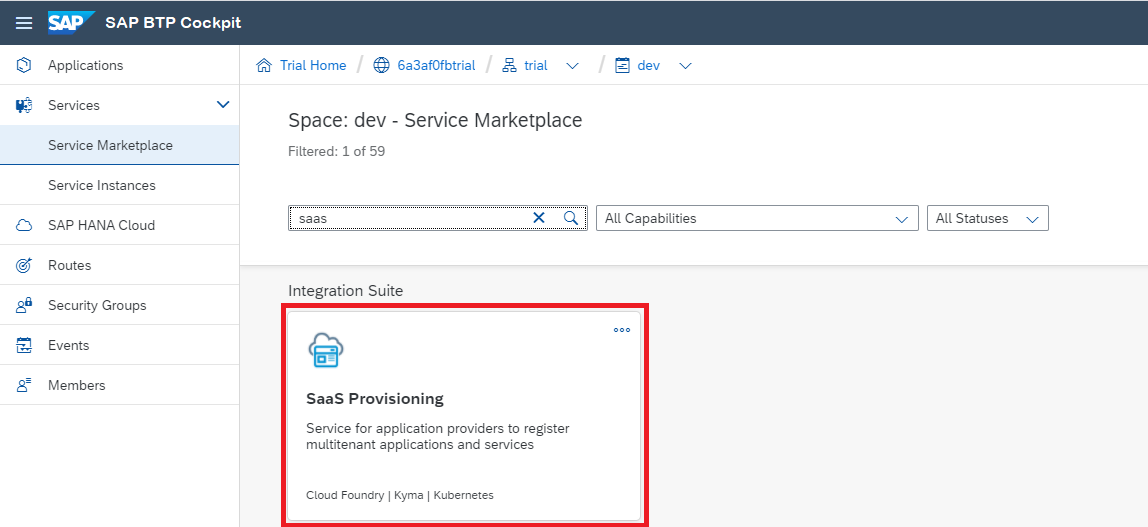 SAP SAP BTP Cockpit
Applications
Services
Service Marketplace
Service Instances
SAP HANA Cloud
Routes
Security Groups
Events
Members
Trial Home / 6a3af0fbtrial / trial / dev
Space: dev - Service Marketplace
Filtered: 1 of 59
saas
All Capabilities
All Statuses
Integration Suite
SaaS Provisioning
Service for application providers to register
multitenant applications and services
Cloud Foundry | Kyma | Kubernetes